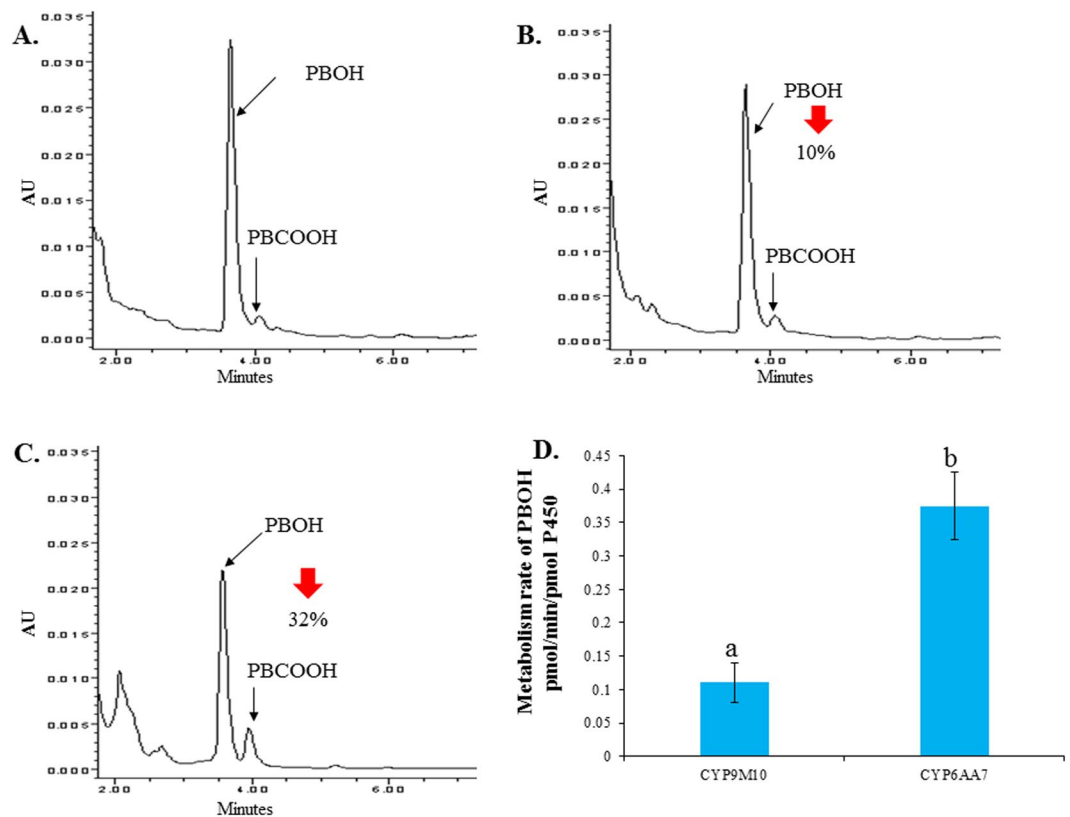 A.
0.035
0.030
0.025
0.020
0.015
0.010
0.005
0.000
AU
PBOH
PBCOOH
2.00
4.00
6.00
Minutes
B.
0.035
0.030
0.025
0.020
0.015
0.010
0.005
0.000
AU
PBOH
10%
PBCOOH
2.00
4.00
6.00
Minutes
C.
0.035
0.030
0.025
0.020
0.015
0.010
0.005
0.000
AU
PBOH
32%
PBCOOH
2.00
4.00
6.00
Minutes
D.
Metabolism rate of PBOH
pmol/min/pmol P450
0.45
0.4
0.35
0.3
0.25
0.2
0.15
0.1
0.05
0
a
b
CYP9M10
CYP6AA7